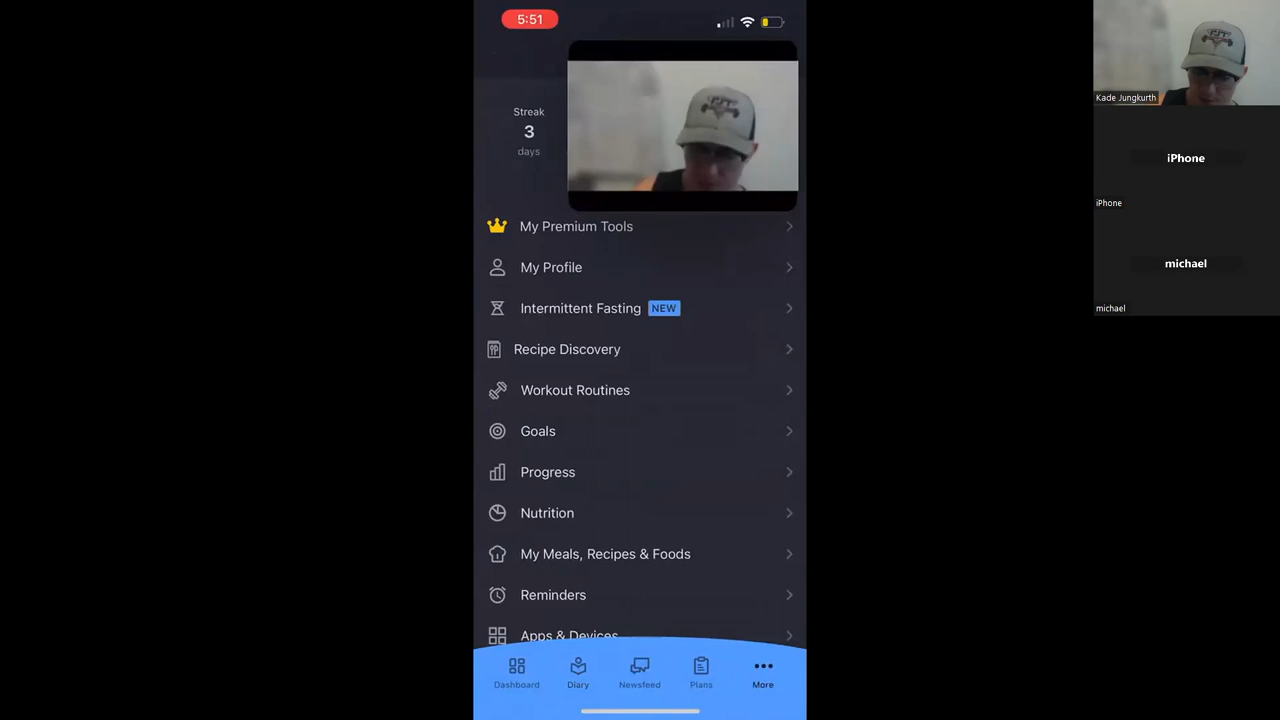 5:51
Streak
3
days
My Premium Tools
My Profile
Intermittent Fasting NEW
Recipe Discovery
Workout Routines
Goals
Progress
Nutrition
My Meals, Recipes & Foods
Reminders
Apps & Devices
Dashboard
Diary
Newsfeed
Plans
More
Kade Jungkurth
iPhone
iPhone
michael
michael